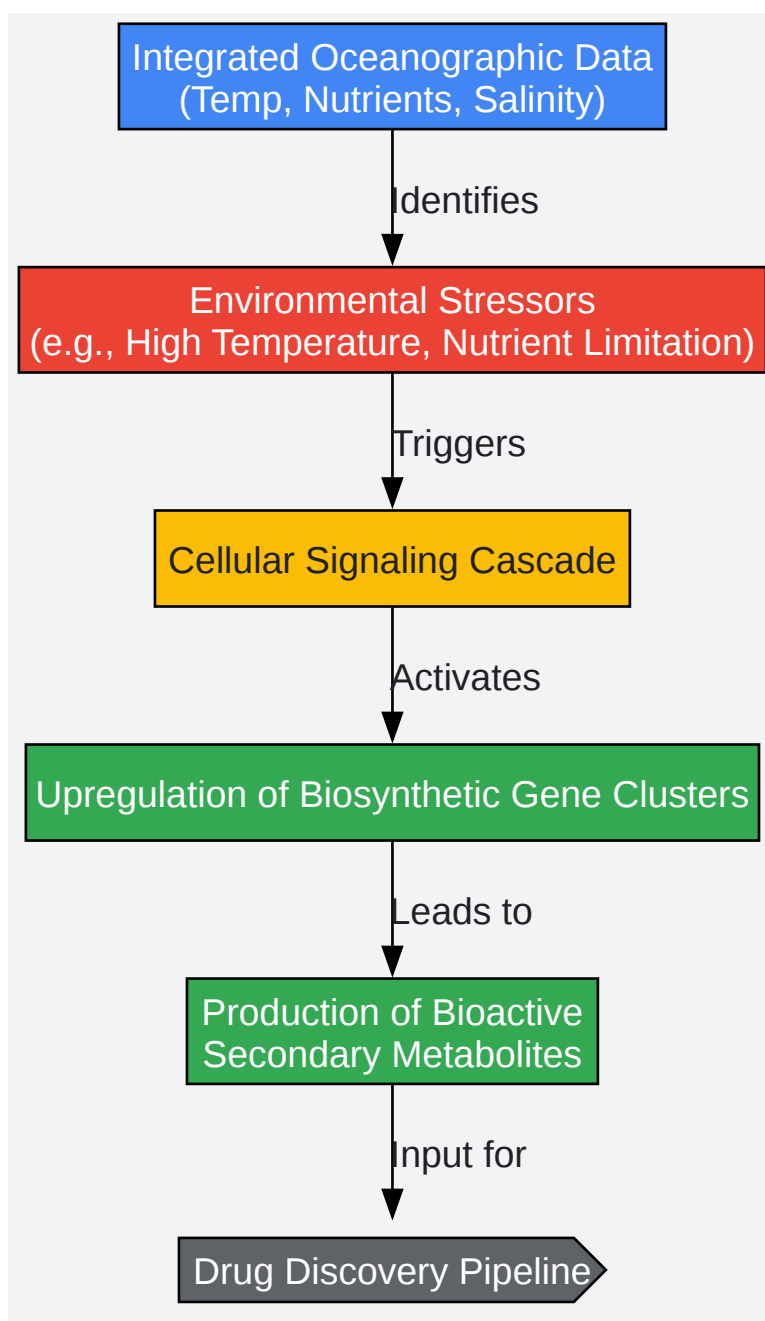 Integrated Oceanographic Data
(Temp, Nutrients, Salinity)
Identifies
Environmental Stressors
(e.g., High Temperature, Nutrient Limitation)
Triggers
Cellular Signaling Cascade
Activates
Upregulation of Biosynthetic Gene Clusters
Leads to
Production of Bioactive
Secondary Metabolites
Input for
Drug Discovery Pipeline